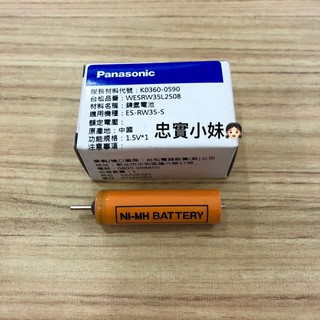 Panasonic
服務材料代號：K0360-0590
台松品番：WESRW35L2508
材料名稱：鎳氫電池
適用機種：ES-RW35-S
額定電壓：
原產地：中國
功能規格：1.5V*1
注意事項：
忠實小妹
NI-MH BATTERY